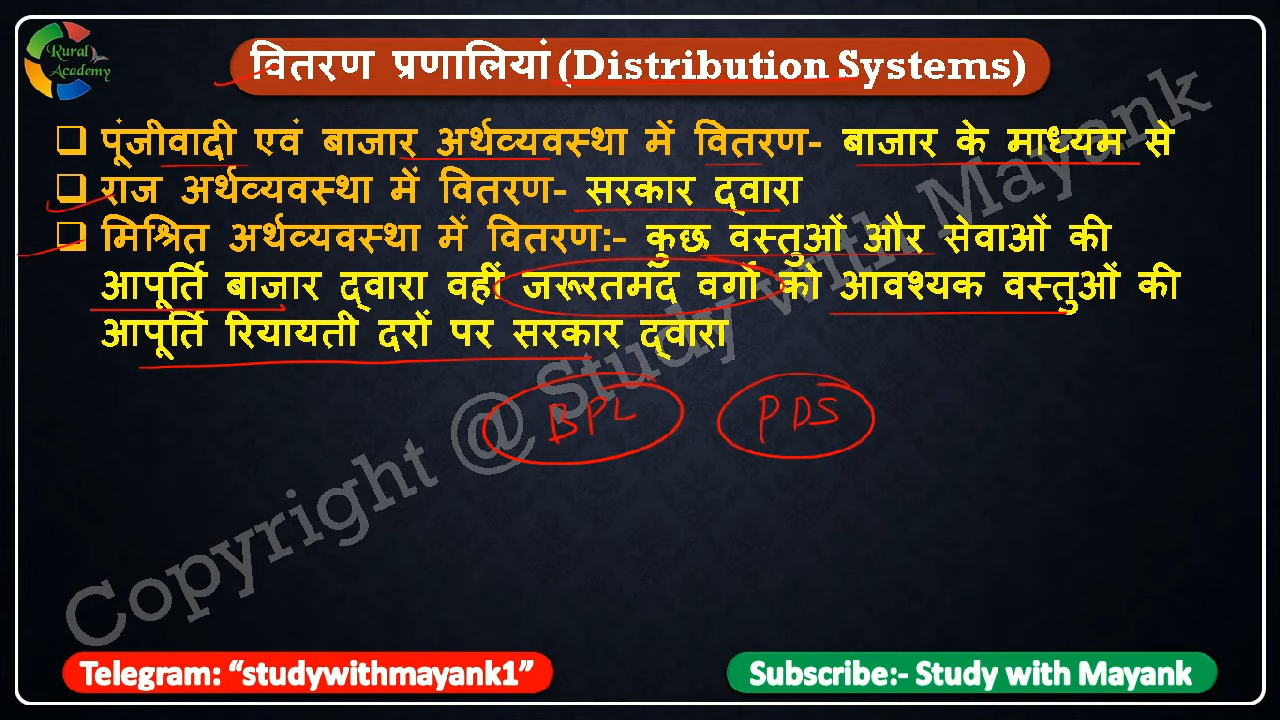 Rural
Academy
वितरण प्रणालियां (Distribution Systems)
❑ पूंजीवादी एवं बाजार अर्थव्यवस्था में वितरण- बाजार के माध्यम से
❑ राज अर्थव्यवस्था में वितरण- सरकार द्वारा
❑ मिश्रित अर्थव्यवस्था में वितरण:- कुछ वस्तुओं और सेवाओं की
आपूर्ति बाजार द्वारा वहीं जरूरतमंद वर्गों को आवश्यक वस्तुओं की
आपूर्ति रियायती दरों पर सरकार द्वारा
BPL PDS
Copyright @ Study with Mayank
Telegram: “studywithmayank1”
Subscribe:- Study with Mayank